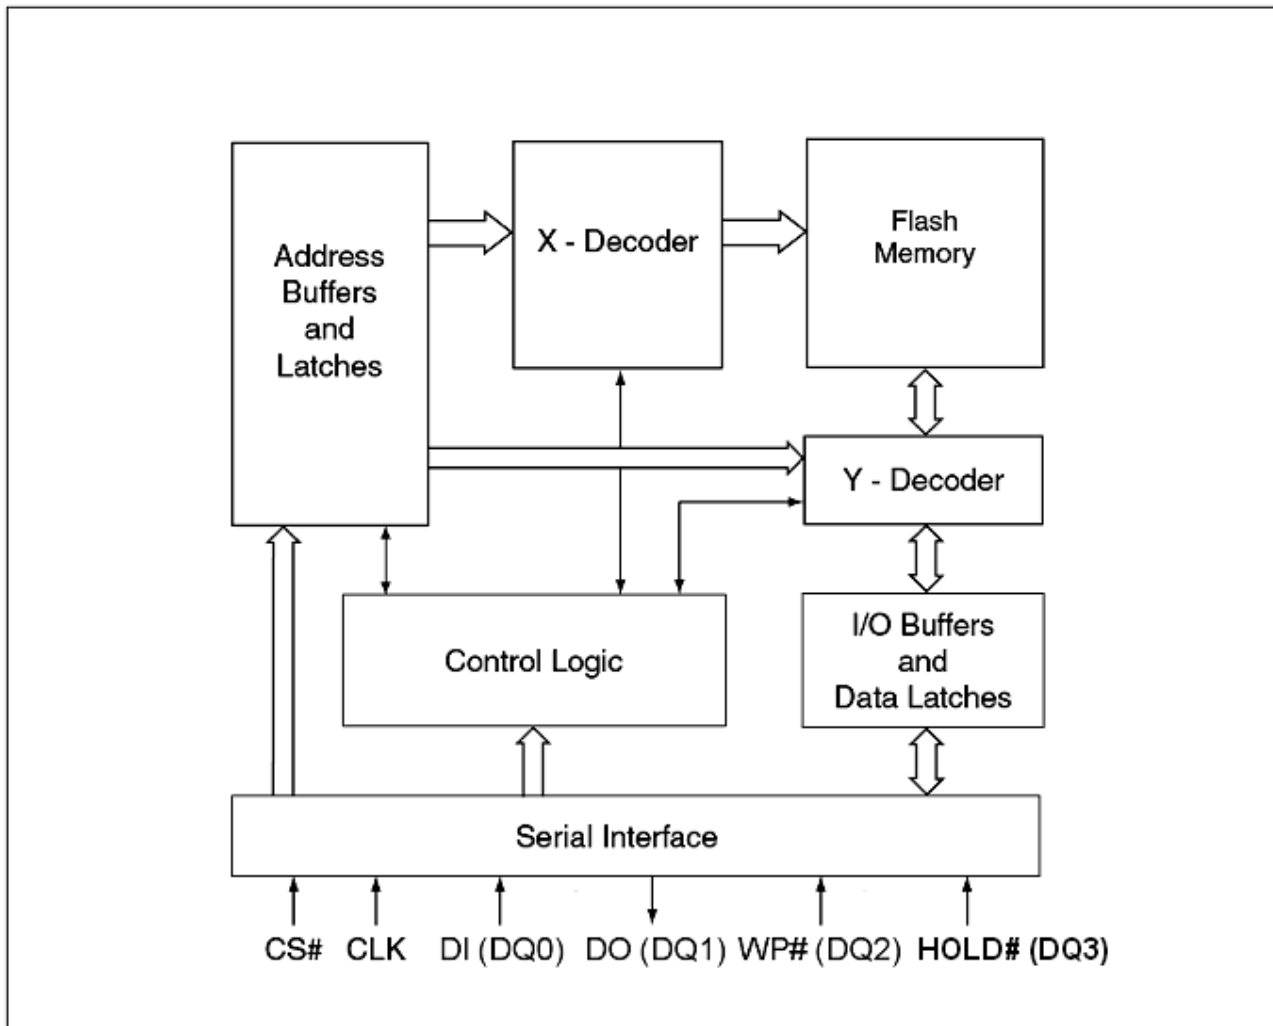 Address
Buffers
and
Latches
X - Decoder
Flash
Memory
Y - Decoder
Control Logic
I/O Buffers
and
Data Latches
Serial Interface
CS# CLK DI (DQ0) DO (DQ1) WP# (DQ2) HOLD# (DQ3)